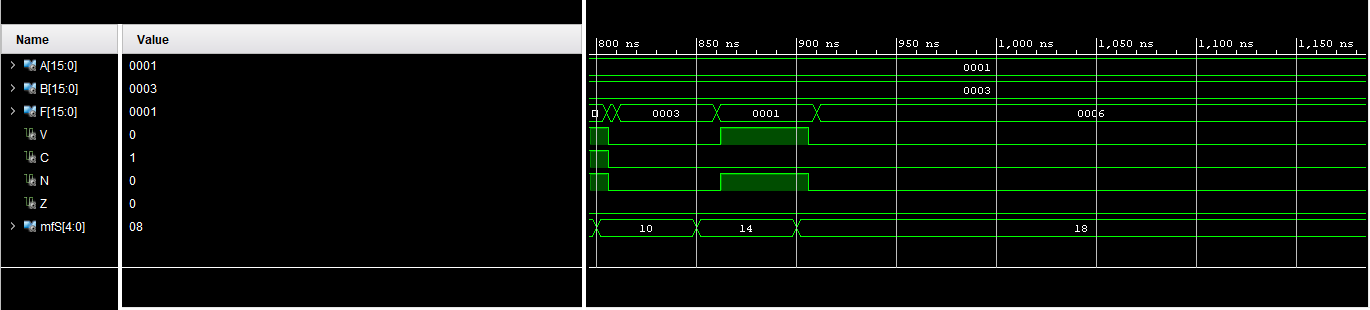 Name Value
800 ns 850 ns 900 ns 950 ns 1,000 ns 1,050 ns 1,100 ns 1,150 ns
A[15:0] 0001 0001
B[15:0] 0003 0003
F[15:0] 0001 0003 0001 0006
V 0
C 1
N 0
Z 0
mfS[4:0] 08 10 14 18